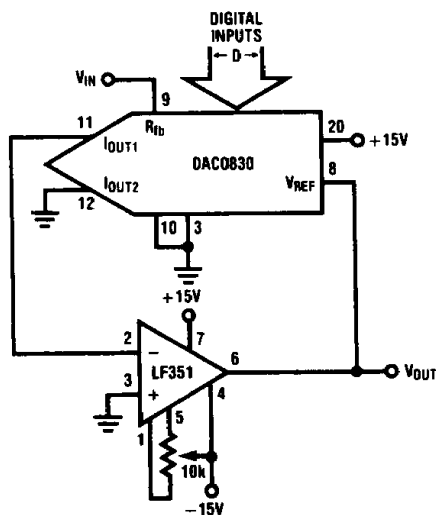 DIGITAL
INPUTS
D
VIN
9
11
Rfb
20
+15V
IOUT1
DAC0830
8
IOUT2
VREF
12
10
3
+15V
7
2
−
6
LF351
VOUT
3
+
4
5
1
10k
−15V